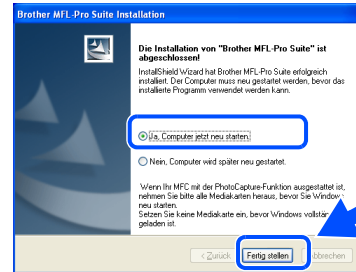 Brother MFL-Pro Suite Installation
Die Installation von "Brother MFL-Pro Suite" ist
abgeschlossen!
InstallShield Wizard hat Brother MFL-Pro Suite erfolgreich
installiert. Der Computer muss neu gestartet werden, bevor das
installierte Programm verwendet werden kann.
Ja, Computer jetzt neu starten.
Nein, Computer wird später neu gestartet.
Wenn Ihr MFC mit der PhotoCapture-Funktion ausgestattet ist,
nehmen Sie bitte alle Mediakarten heraus, bevor Sie Windows
neu starten.
Setzen Sie keine Mediakarte ein, bevor Windows vollständig
geladen ist.
< Zurück Fertig stellen Abbrechen